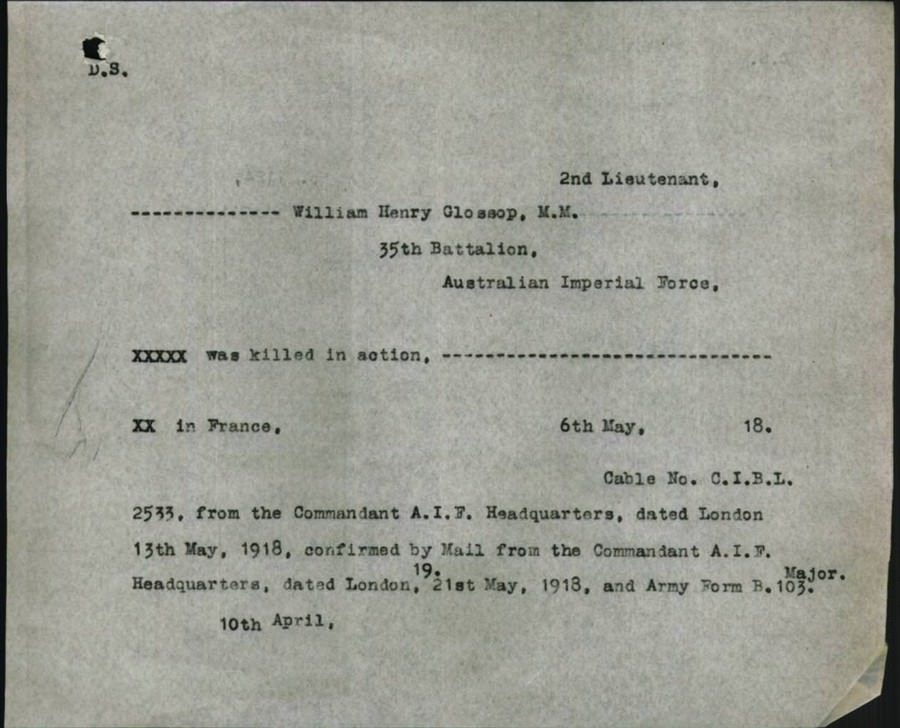 D.S.
2nd Lieutenant,
-------------- William Henry Glossop, M.M.
35th Battalion,
Australian Imperial Force,
XXXXX was killed in action, -------------------------------
XX in France, 6th May, 18.
Cable No. C.I.B.L.
2533, from the Commandant A.I.F. Headquarters, dated London
13th May, 1918, confirmed by Mail from the Commandant A.I.F.
Headquarters, dated London, 21st May, 1918, and Army Form B.103.
19. Major.
10th April,